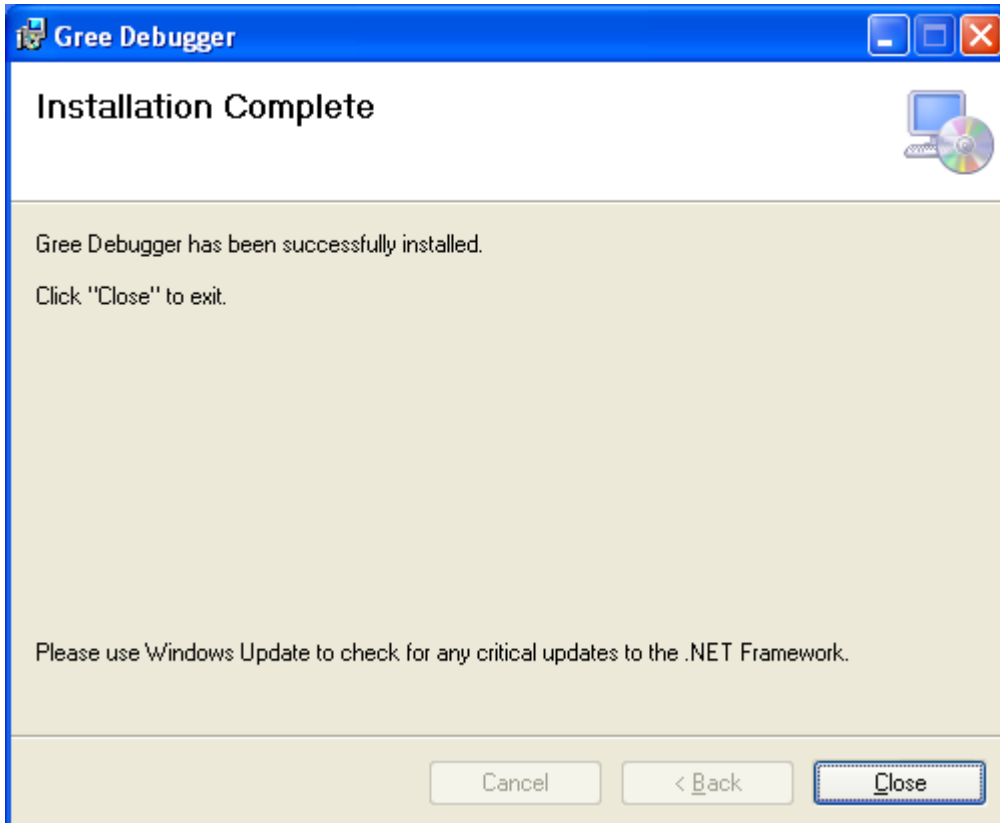 Gree Debugger
Installation Complete
Gree Debugger has been successfully installed.
Click "Close" to exit.
Please use Windows Update to check for any critical updates to the .NET Framework.
Cancel
< Back
Close